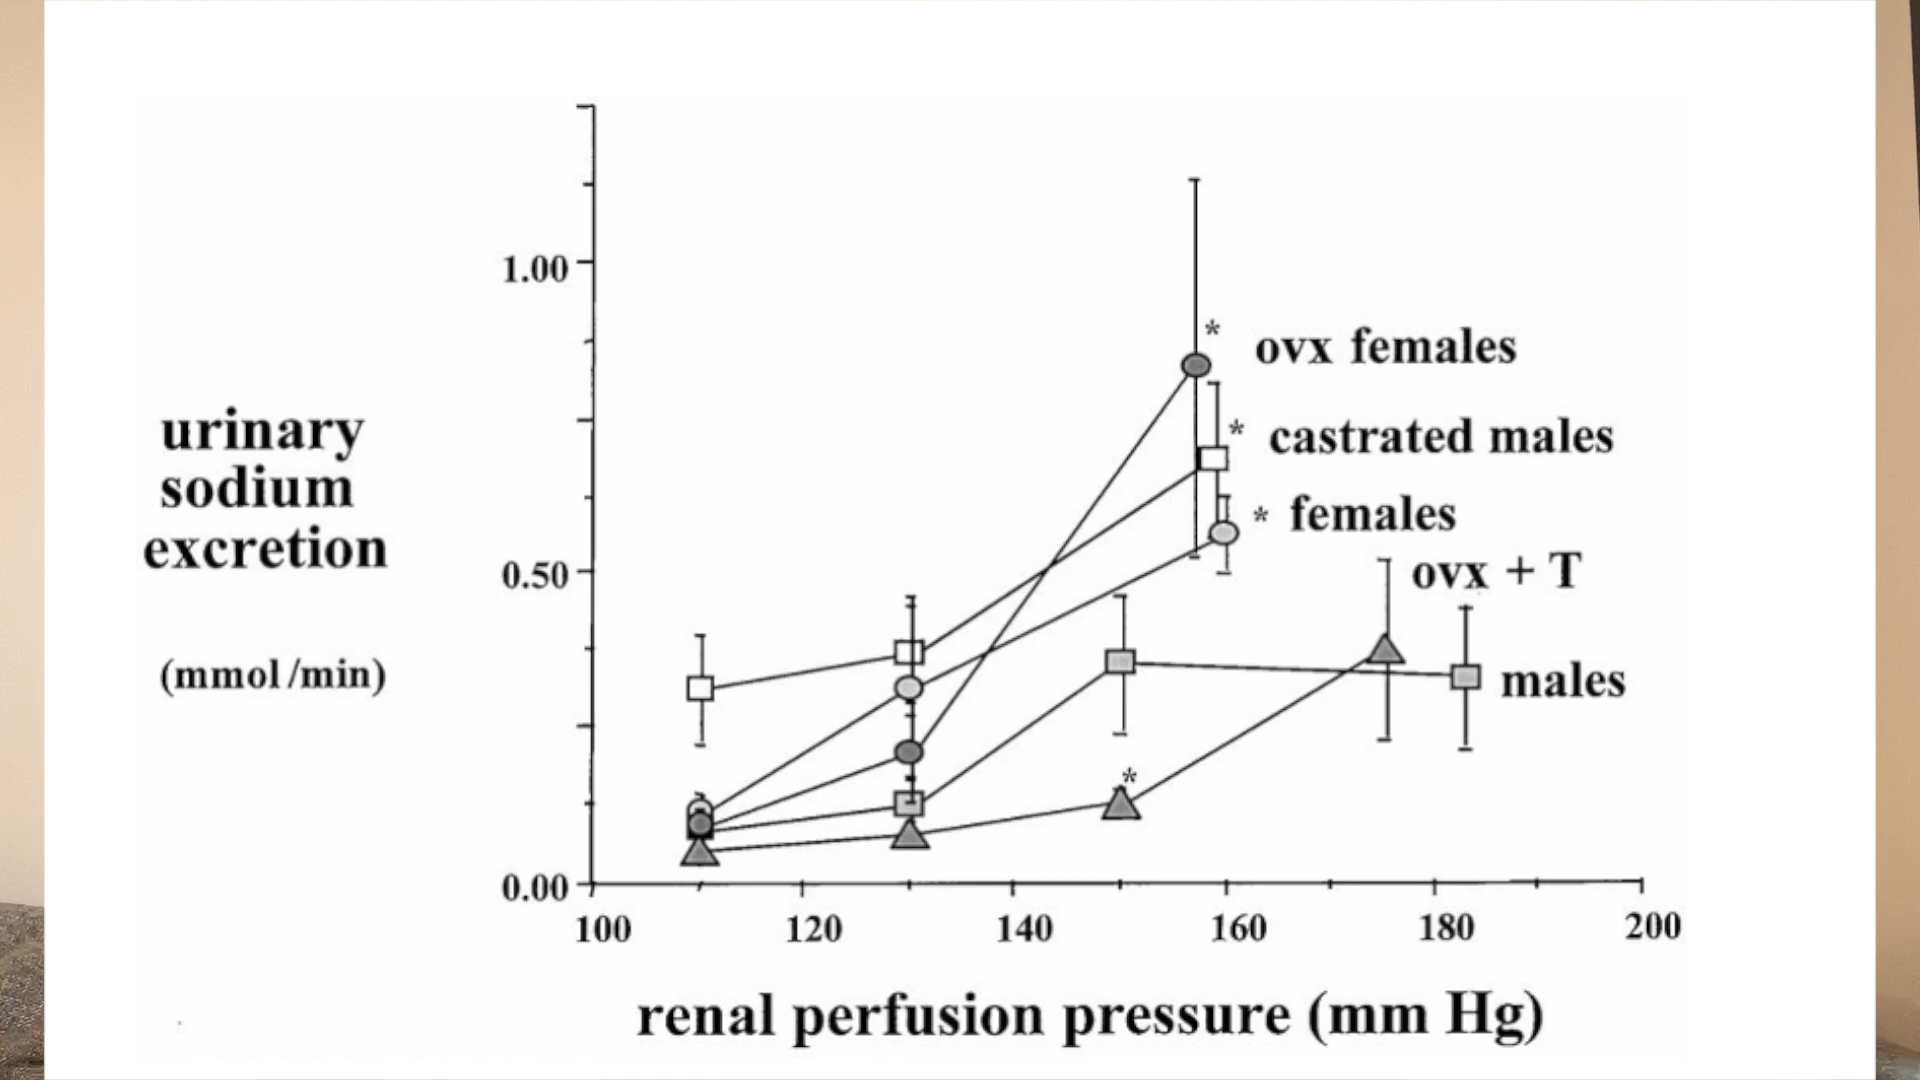 1.00
0.50
0.00
urinary
sodium
excretion
(mmol/min)
* ovx females
* castrated males
* females
ovx + T
males
*
100 120 140 160 180 200
renal perfusion pressure (mm Hg)